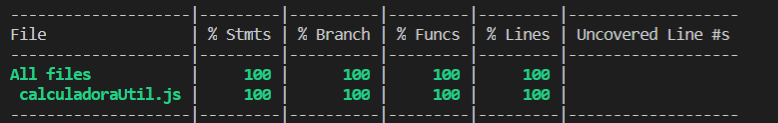 -------------------|---------|----------|---------|---------|-------------------
File               | % Stmts | % Branch | % Funcs | % Lines | Uncovered Line #s
-------------------|---------|----------|---------|---------|-------------------
All files          |     100 |      100 |     100 |     100 |
 calculadoraUtil.js |     100 |      100 |     100 |     100 |
-------------------|---------|----------|---------|---------|-------------------